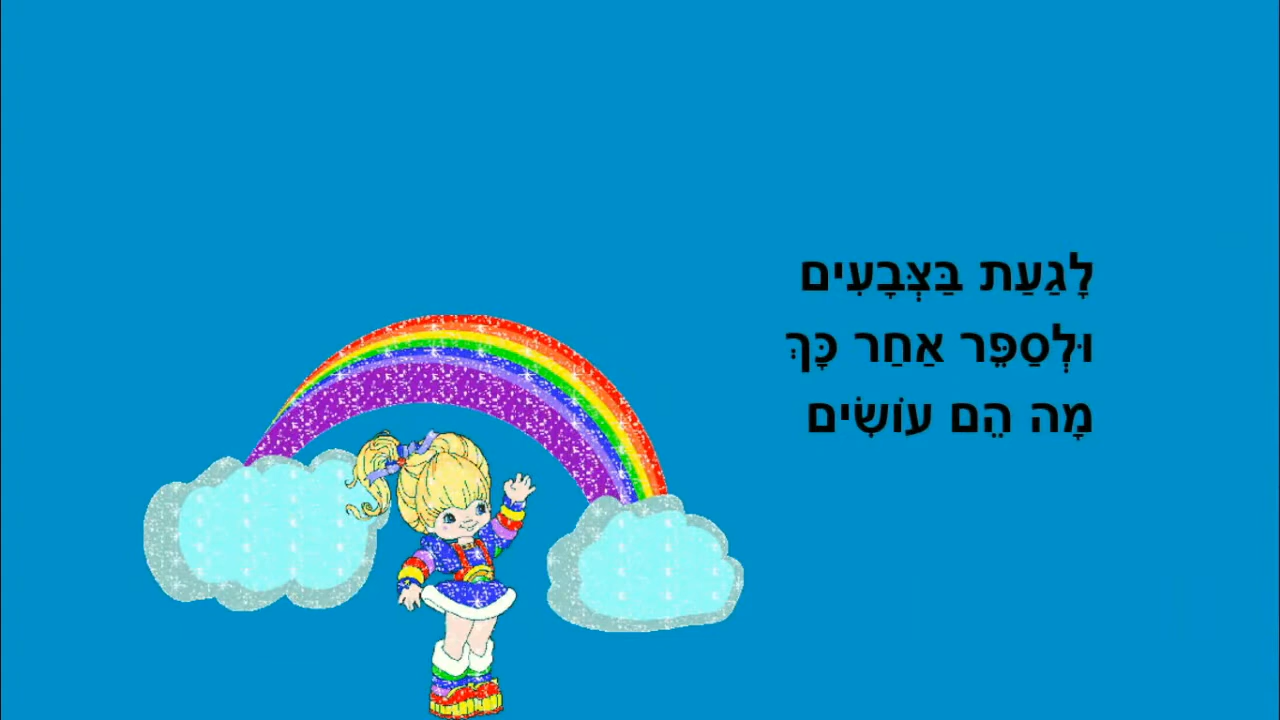 לָגַעַת בַּצְּבָעִים
וּלְסַפֵּר אַחַר כָּךְ
מָה הֵם עוֹשִׂים